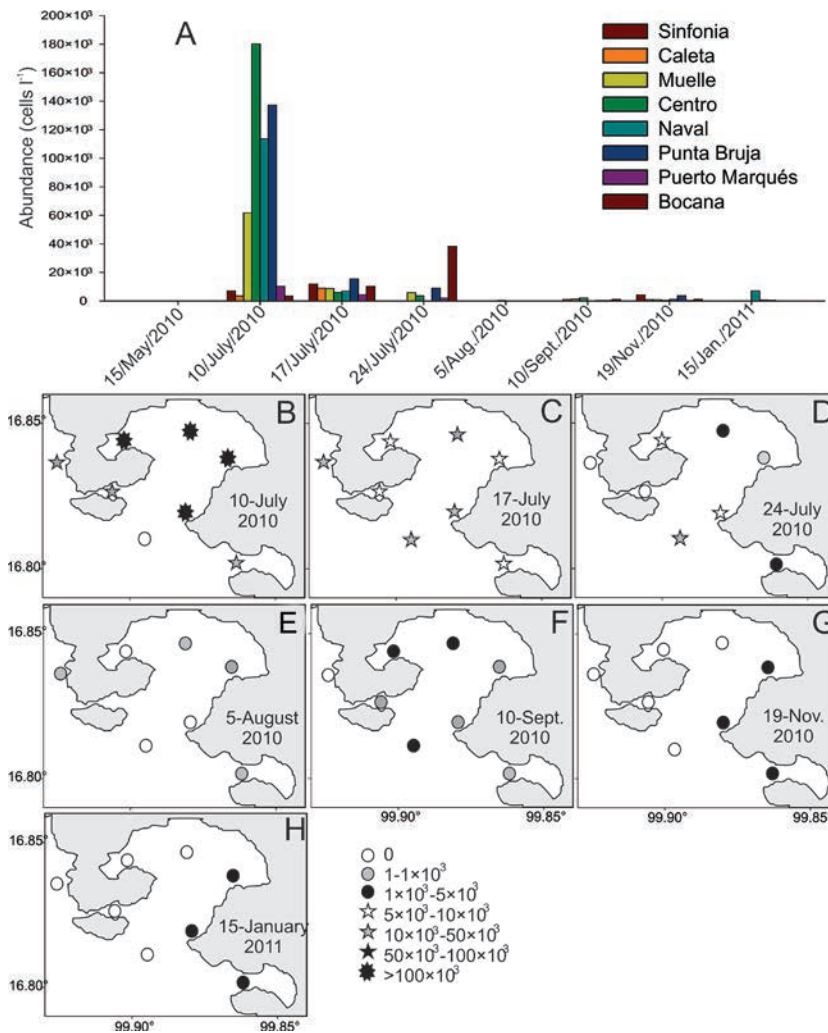 A
Abundance (cells l⁻¹)
200×10³
180×10³
160×10³
140×10³
120×10³
100×10³
80×10³
60×10³
40×10³
20×10³
0
Sinfonia
Caleta
Muelle
Centro
Naval
Punta Bruja
Puerto Marqués
Bocana
15/May/2010
10/July/2010
17/July/2010
24/July/2010
5/Aug./2010
10/Sept./2010
19/Nov./2010
15/Jan./2011
16.85°
16.80°
B
10-July
2010
C
17-July
2010
D
24-July
2010
16.85°
16.80°
E
5-August
2010
F
10-Sept.
2010
G
19-Nov.
2010
99.90°
99.85°
99.90°
99.85°
16.85°
16.80°
H
15-January
2011
99.90°
99.85°
0
1-1×10³
1×10³-5×10³
5×10³-10×10³
10×10³-50×10³
50×10³-100×10³
>100×10³